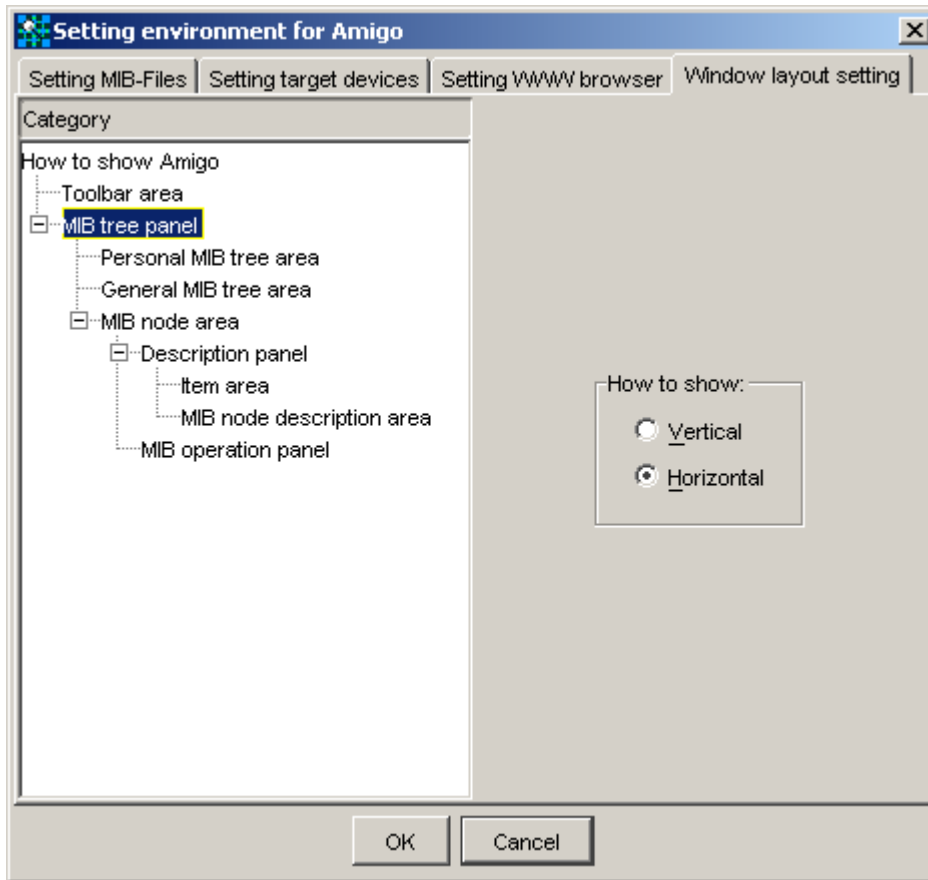 Setting environment for Amigo
Setting MIB-Files
Setting target devices
Setting WWW browser
Window layout setting
Category
How to show Amigo
Toolbar area
MIB tree panel
Personal MIB tree area
General MIB tree area
MIB node area
Description panel
Item area
MIB node description area
MIB operation panel
How to show:
Vertical
Horizontal
OK
Cancel